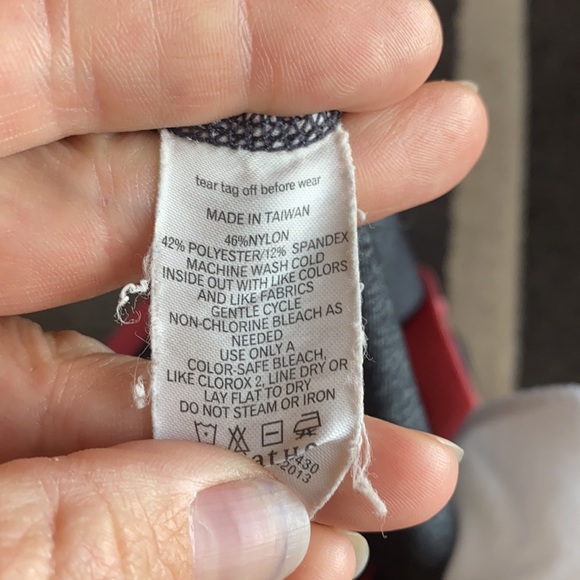 tear tag off before wear
MADE IN TAIWAN
46%NYLON
42% POLYESTER/12% SPANDEX
MACHINE WASH COLD
INSIDE OUT WITH LIKE COLORS
AND LIKE FABRICS
GENTLE CYCLE
NON-CHLORINE BLEACH AS
NEEDED
USE ONLY A
COLOR-SAFE BLEACH,
LIKE CLOROX 2, LINE DRY OR
LAY FLAT TO DRY
DO NOT STEAM OR IRON
2013